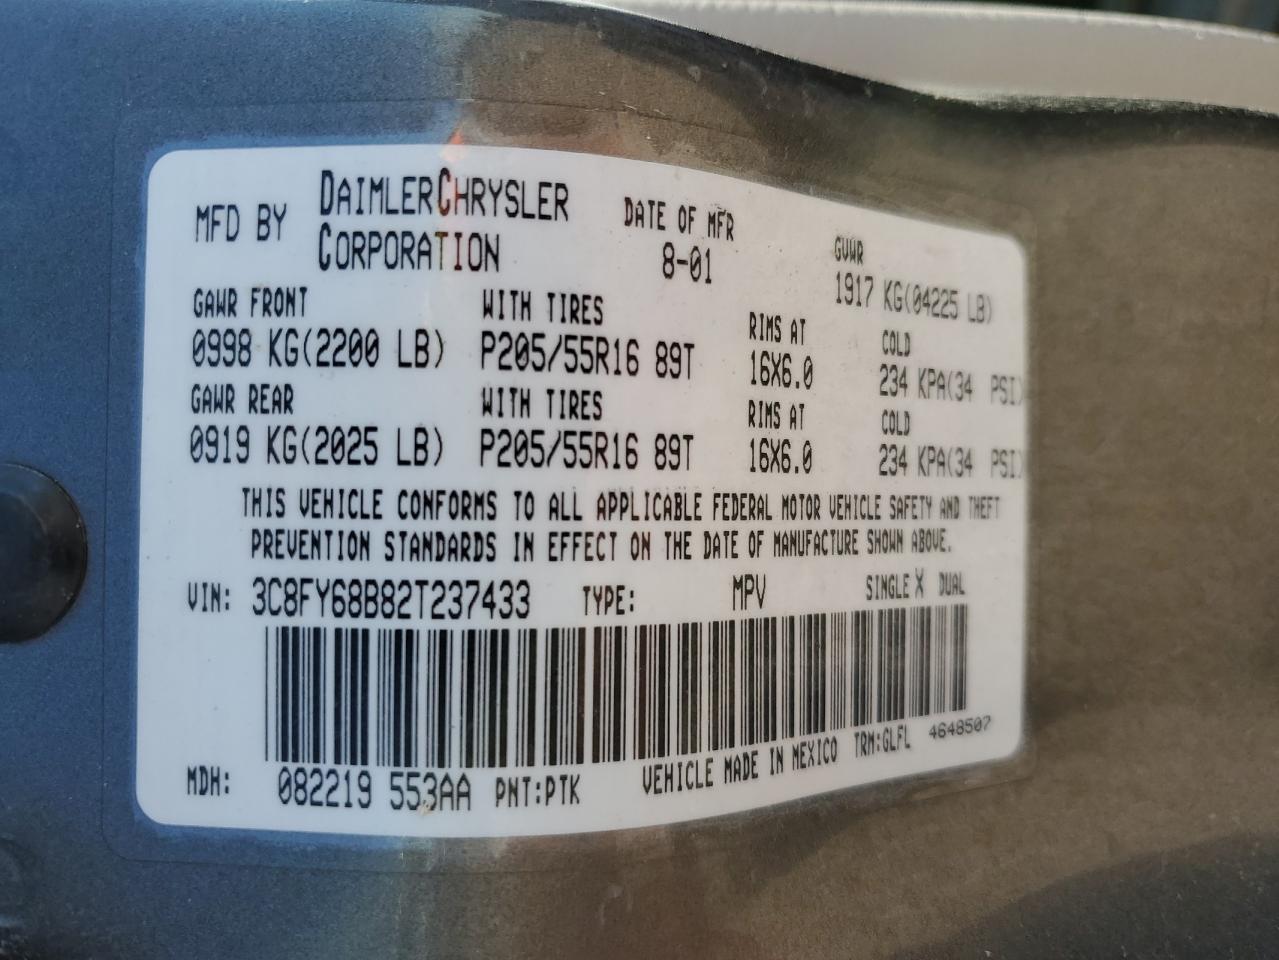 MFD BY DAIMLERCHRYSLER CORPORATION
DATE OF MFR
8-01
GVWR
1917 KG(04225 LB)
GAWR FRONT WITH TIRES RIMS AT COLD
0998 KG(2200 LB) P205/55R16 89T 16X6.0 234 KPA(34 PSI)
GAWR REAR WITH TIRES RIMS AT COLD
0919 KG(2025 LB) P205/55R16 89T 16X6.0 234 KPA(34 PSI)
THIS VEHICLE CONFORMS TO ALL APPLICABLE FEDERAL MOTOR VEHICLE SAFETY AND THEFT
PREVENTION STANDARDS IN EFFECT ON THE DATE OF MANUFACTURE SHOWN ABOVE.
VIN: 3C8FY68B82T237433 TYPE: MPV SINGLE X DUAL
MDH: 082219 553AA PNT:PTK VEHICLE MADE IN MEXICO TRM:GLFL 4648507